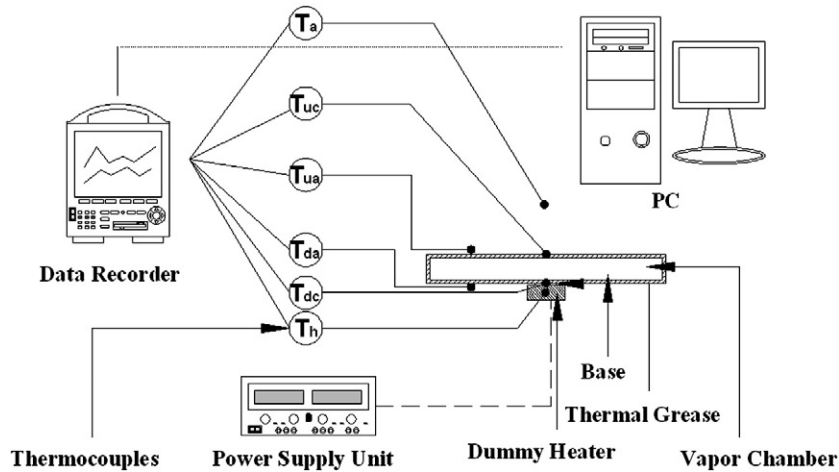 Ta
Tuc
Tua
PC
Tda
Data Recorder
Tdc
Th
Base
Thermal Grease
Thermocouples
Power Supply Unit
Dummy Heater
Vapor Chamber